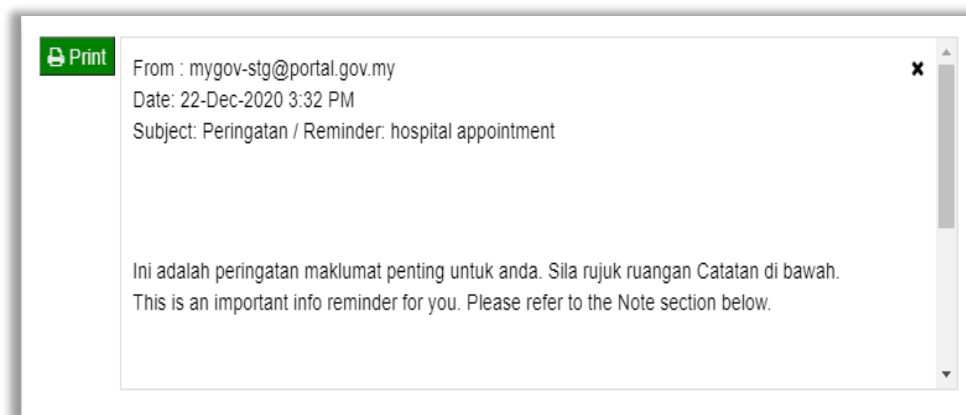 Print
From : mygov-stg@portal.gov.my
Date: 22-Dec-2020 3:32 PM
Subject: Peringatan / Reminder: hospital appointment
Ini adalah peringatan maklumat penting untuk anda. Sila rujuk ruangan Catatan di bawah.
This is an important info reminder for you. Please refer to the Note section below.